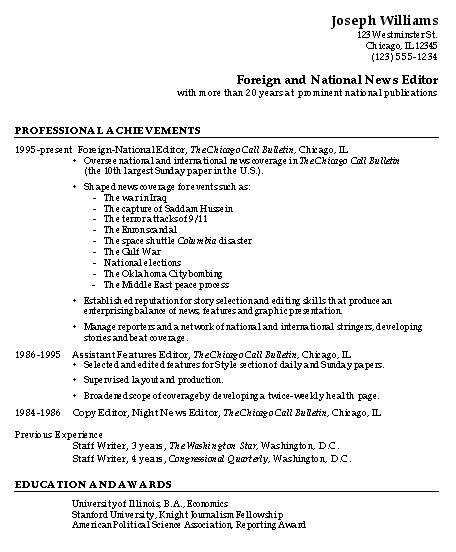 Joseph Williams
123 Westminster St.
Chicago, IL 12345
(123) 555-1234
Foreign and National News Editor
with more than 20 years at prominent national publications
PROFESSIONAL ACHIEVEMENTS
1995-present Foreign-National Editor, The Chicago Call Bulletin, Chicago, IL
• Oversee national and international news coverage in The Chicago Call Bulletin
(the 10th largest Sunday paper in the U.S.).
• Shaped news coverage for events such as:
- The war in Iraq
- The capture of Saddam Hussein
- The terror attacks of 9/11
- The Enron scandal
- The space shuttle Columbia disaster
- The Gulf War
- National elections
- The Oklahoma City bombing
- The Middle East peace process
• Established reputation for story selection and editing skills that produce an
enterprising balance of news, features and graphic presentation.
• Manage reporters and a network of national and international stringers, developing
stories and beat coverage.
1986-1995 Assistant Features Editor, The Chicago Call Bulletin, Chicago, IL
• Selected and edited features for Style section of daily and Sunday papers.
• Supervised layout and production.
• Broadened scope of coverage by developing a twice-weekly health page.
1984-1986 Copy Editor, Night News Editor, The Chicago Call Bulletin, Chicago, IL
Previous Experience
Staff Writer, 3 years, The Washington Star, Washington, D.C.
Staff Writer, 4 years, Congressional Quarterly, Washington, D.C.
EDUCATION AND AWARDS
University of Illinois, B.A., Economics
Stanford University, Knight Journalism Fellowship
American Political Science Association, Reporting Award